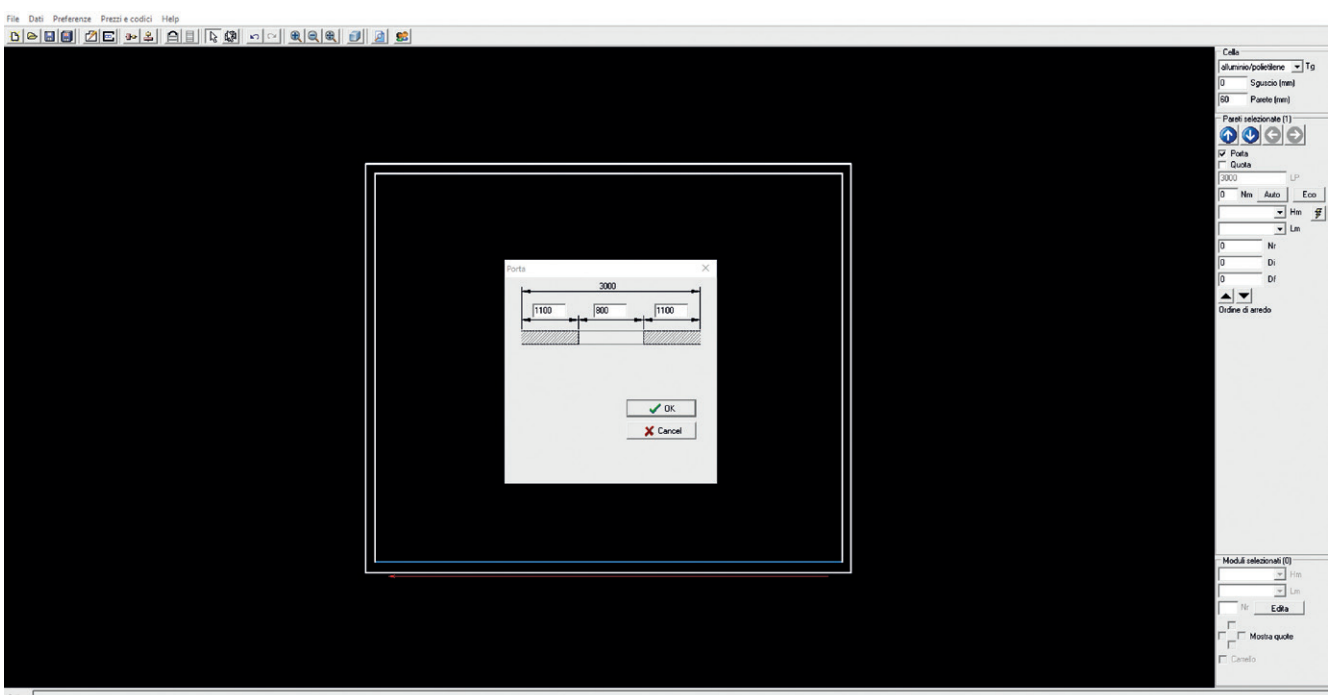 File Dati Preferenze Prezzi e codici Help
Cella
alluminio/polietilene Tg
0 Sguscio (mm)
60 Parete (mm)
Pareti selezionate (1)
Porta
Quota
3000 LP
0 Nm Auto Eco
Hm
Lm
0 Nr
0 Di
0 Df
Ordine di arredo
Porta
3000
1100 800 1100
OK
Cancel
Moduli selezionati (0)
Hm
Lm
Nr Edita
Mostra quote